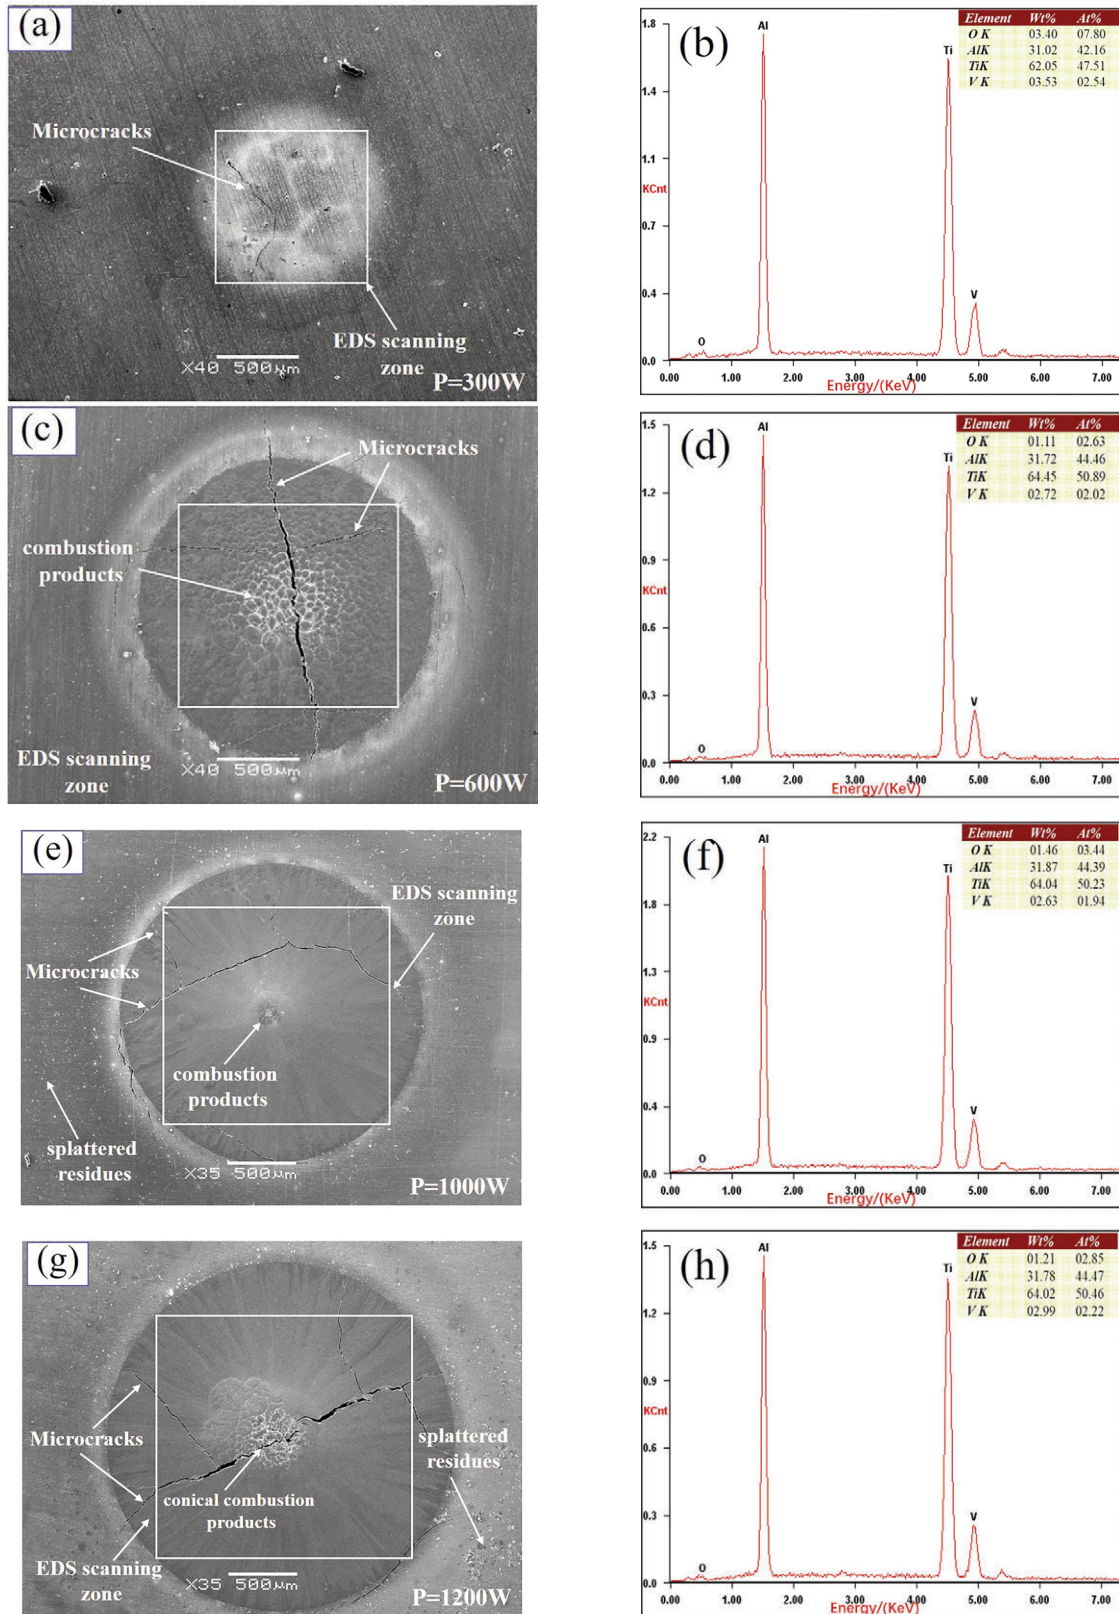 (a)
Microcracks
EDS scanning
zone
X40 500μm
P=300W
(b)
Element Wt% At%
O K 03.40 07.80
AlK 31.02 42.16
TiK 62.05 47.51
V K 03.53 02.54
1.8
1.4
1.1
KCnt
0.7
0.4
0.0
Al
Ti
V
O
0.00 1.00 2.00 3.00 4.00 5.00 6.00 7.00
Energy/(KeV)
(c)
Microcracks
combustion
products
EDS scanning
zone
X40 500μm
P=600W
(d)
Element Wt% At%
O K 01.11 02.63
AlK 31.72 44.46
TiK 64.45 50.89
V K 02.72 02.02
1.5
1.2
0.9
KCnt
0.6
0.3
0.0
Al
Ti
V
O
0.00 1.00 2.00 3.00 4.00 5.00 6.00 7.00
Energy/(KeV)
(e)
EDS scanning
zone
Microcracks
combustion
products
splattered
residues
X35 500μm
P=1000W
(f)
Element Wt% At%
O K 01.46 03.44
AlK 31.87 44.39
TiK 64.04 50.23
V K 02.63 01.94
2.2
1.8
1.3
KCnt
0.9
0.4
0.0
Al
Ti
V
O
0.00 1.00 2.00 3.00 4.00 5.00 6.00 7.00
Energy/(KeV)
(g)
Microcracks
splattered
residues
conical combustion
products
EDS scanning
zone
X35 500μm
P=1200W
(h)
Element Wt% At%
O K 01.21 02.85
AlK 31.78 44.47
TiK 64.02 50.46
V K 02.99 02.22
1.5
1.2
0.9
KCnt
0.6
0.3
0.0
Al
Ti
V
O
0.00 1.00 2.00 3.00 4.00 5.00 6.00 7.00
Energy/(KeV)